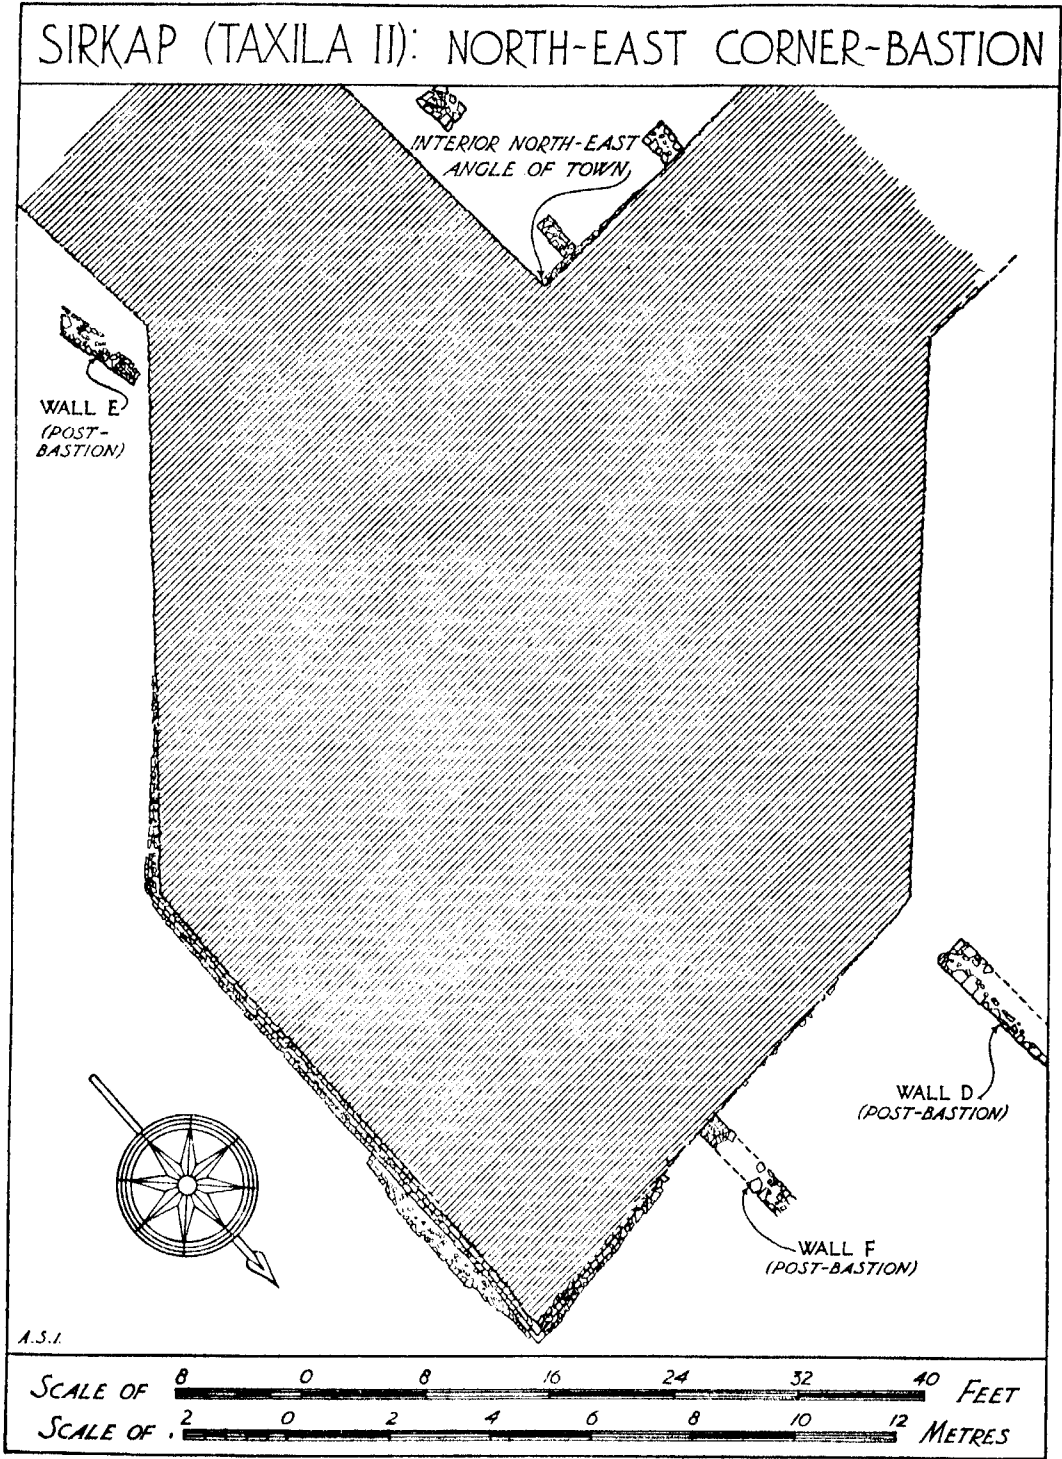 SIRKAP (TAXILA II): NORTH-EAST CORNER-BASTION
INTERIOR NORTH-EAST
ANGLE OF TOWN
WALL E
(POST-
BASTION)
WALL D
(POST-BASTION)
WALL F
(POST-BASTION)
A.S.I.
SCALE OF 8 0 8 16 24 32 40 FEET
SCALE OF 2 0 2 4 6 8 10 12 METRES